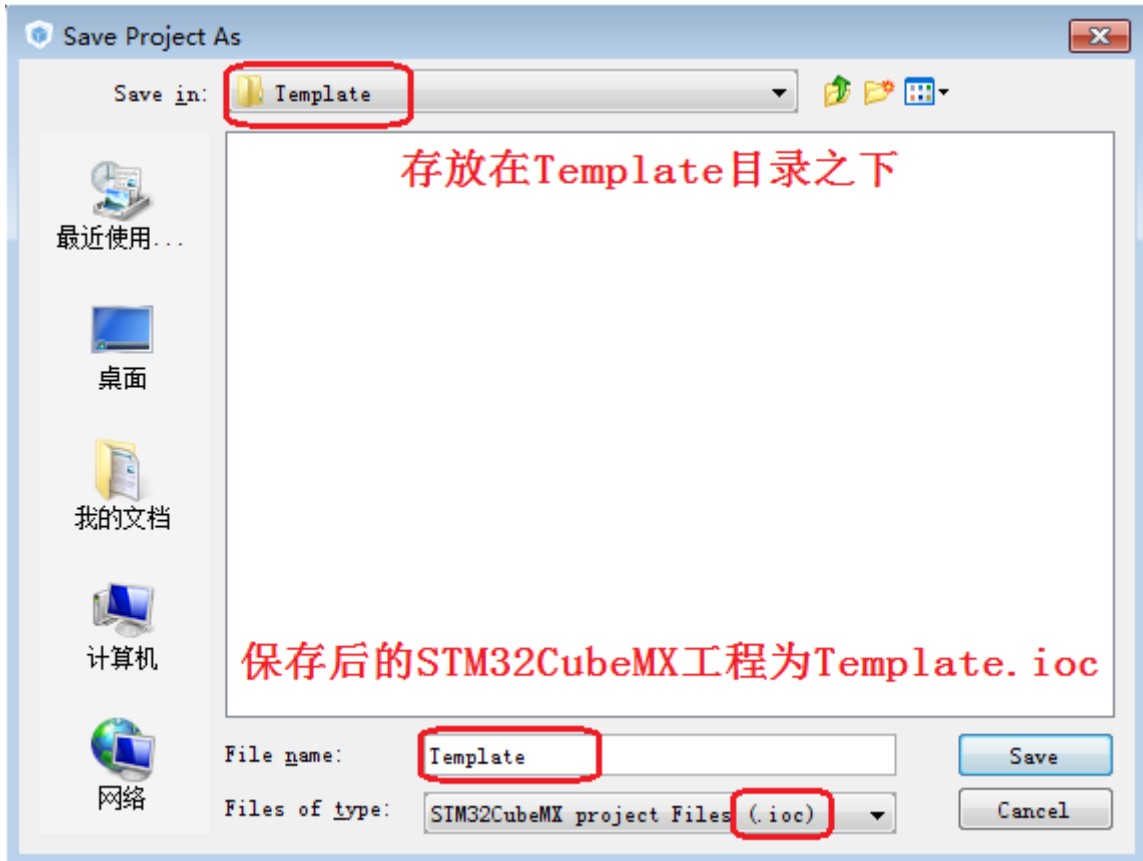 Save Project As
Save in:
Template
存放在Template目录之下
最近使用...
桌面
我的文档
计算机
网络
保存后的STM32CubeMX工程为Template.ioc
File name:
Template
Save
Files of type:
STM32CubeMX project Files (.ioc)
Cancel